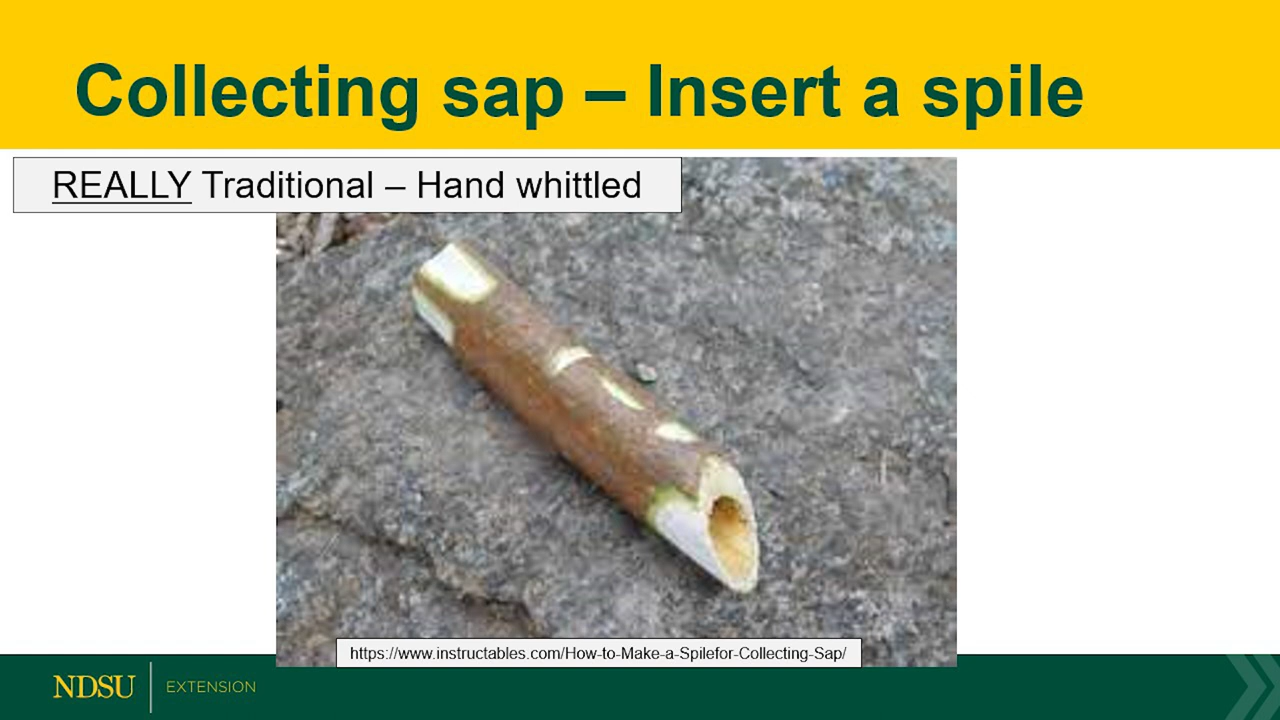 Collecting sap – Insert a spile
REALLY Traditional – Hand whittled
https://www.instructables.com/How-to-Make-a-Spilefor-Collecting-Sap/
NDSU EXTENSION